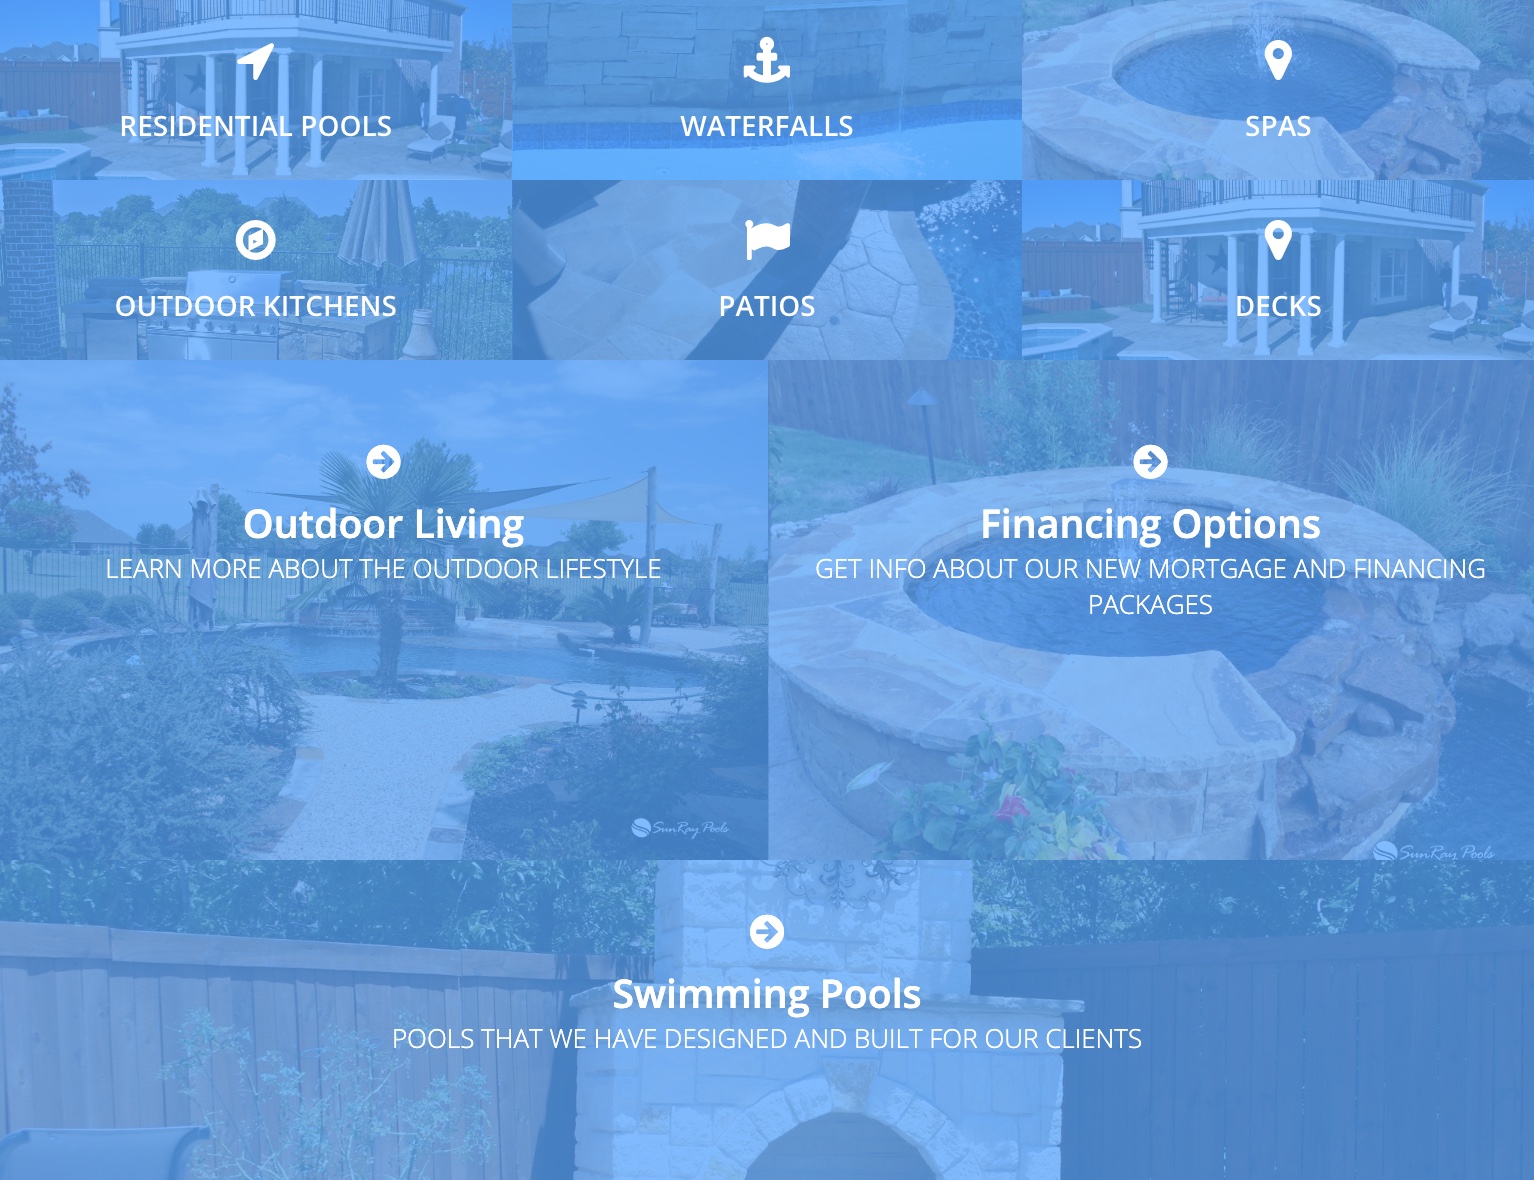 RESIDENTIAL POOLS
WATERFALLS
SPAS
OUTDOOR KITCHENS
PATIOS
DECKS
Outdoor Living
LEARN MORE ABOUT THE OUTDOOR LIFESTYLE
SunRay Pools
Financing Options
GET INFO ABOUT OUR NEW MORTGAGE AND FINANCING
PACKAGES
SunRay Pools
Swimming Pools
POOLS THAT WE HAVE DESIGNED AND BUILT FOR OUR CLIENTS